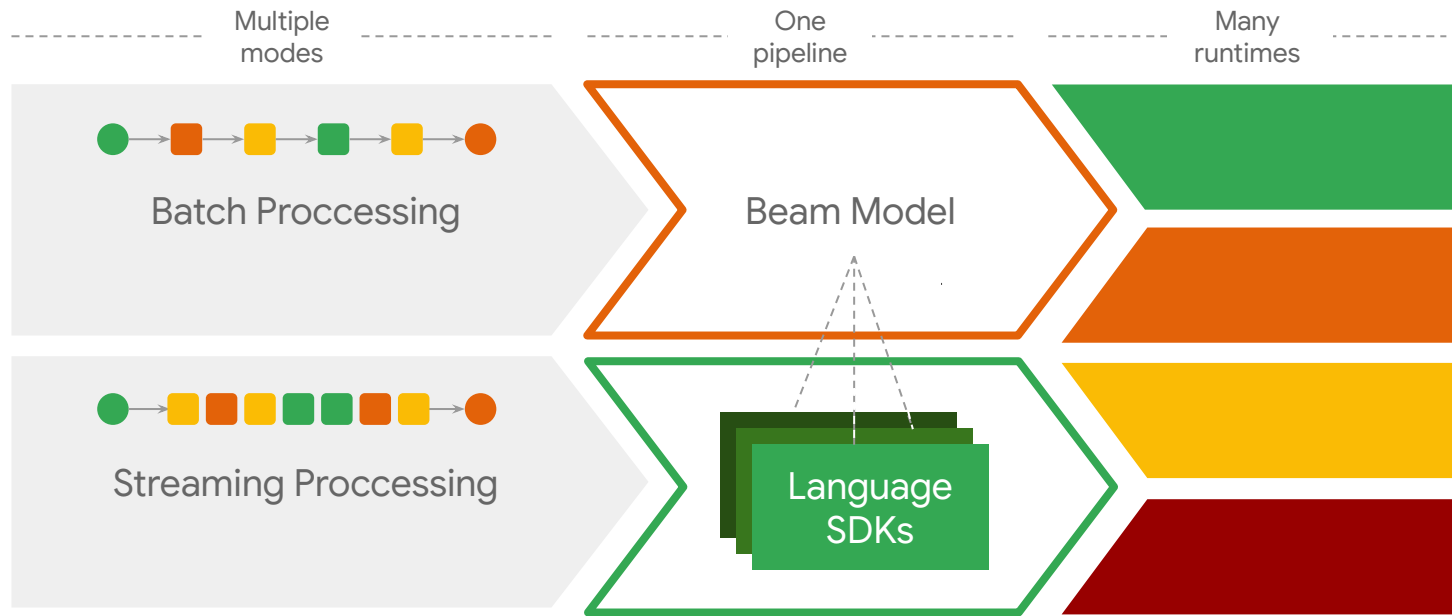 Multiple
modes
One
pipeline
Many
runtimes
Batch Proccessing
Beam Model
Streaming Proccessing
Language
SDKs